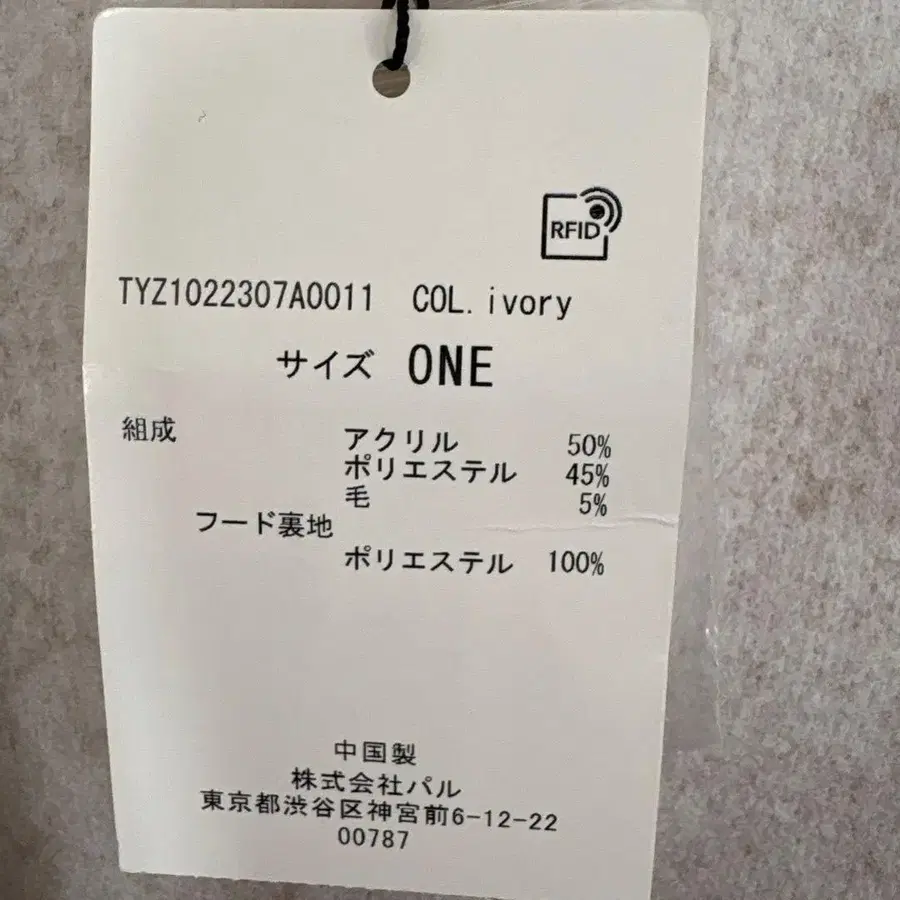 RFID
TYZ1022307A0011 COL.ivory
サイズ ONE
組成 アクリル 50%
ポリエステル 45%
毛 5%
フード裏地
ポリエステル 100%
中国製
株式会社パル
東京都渋谷区神宮前6-12-22
00787